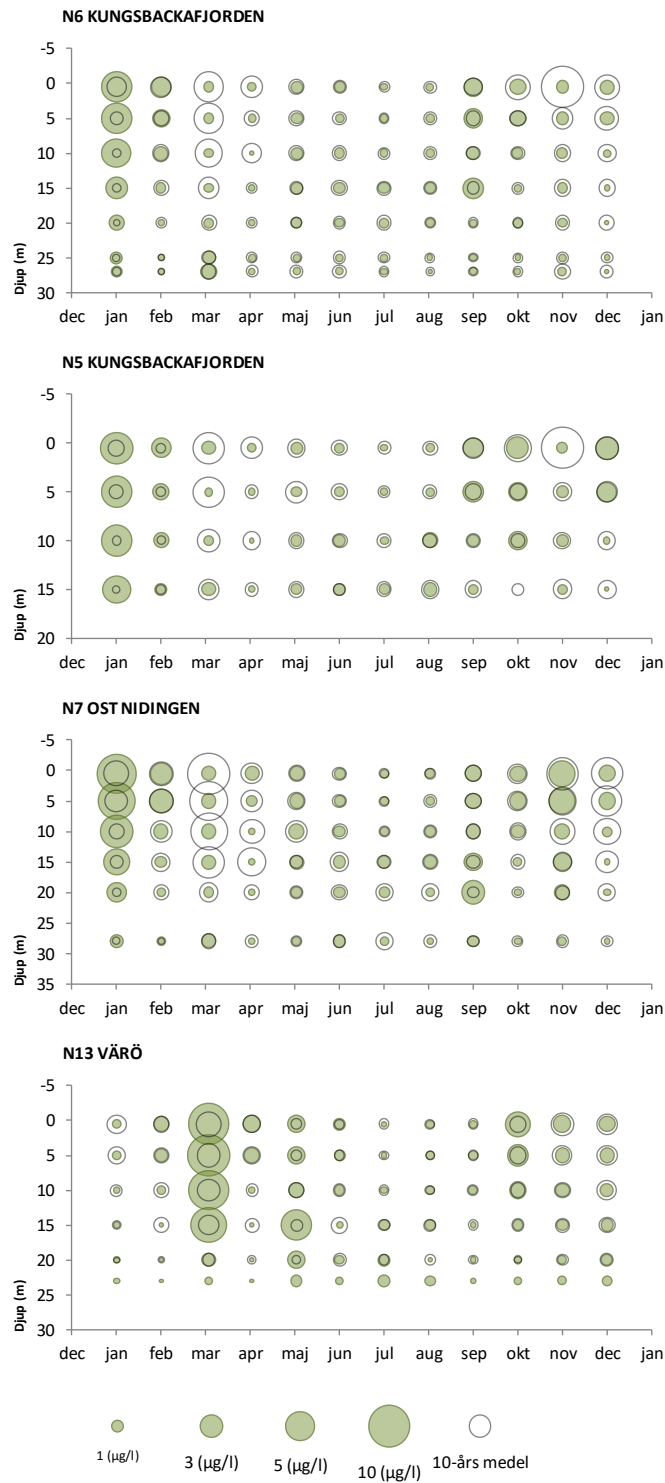 N6 KUNGSBACKAFJORDEN
-5
0
5
10
15
20
25
30
Djup (m)
dec jan feb mar apr maj jun jul aug sep okt nov dec jan
N5 KUNGSBACKAFJORDEN
-5
0
5
10
15
20
Djup (m)
dec jan feb mar apr maj jun jul aug sep okt nov dec jan
N7 OST NIDINGEN
-5
0
5
10
15
20
25
30
35
Djup (m)
dec jan feb mar apr maj jun jul aug sep okt nov dec jan
N13 VÄRÖ
-5
0
5
10
15
20
25
30
Djup (m)
dec jan feb mar apr maj jun jul aug sep okt nov dec jan
1 (µg/l) 3 (µg/l) 5 (µg/l) 10 (µg/l) 10-års medel